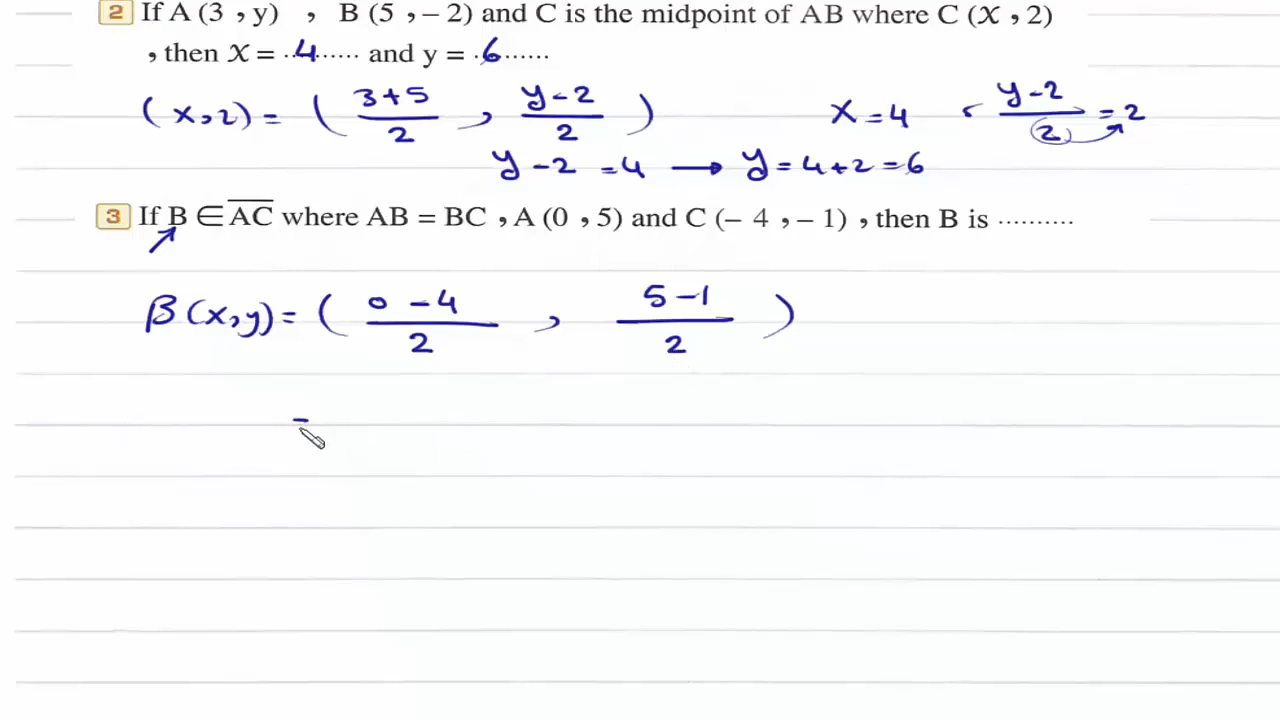 2 If A (3 , y) , B (5 , – 2) and C is the midpoint of AB where C (X , 2)
, then X = ..4...... and y = .6......
(x,2) = ( 3+5/2 , y-2/2 ) x=4 , y-2/2 =2
y-2 =4 → y=4+2=6
3 If B ∈ A̅C̅ where AB = BC , A (0 , 5) and C (– 4 , – 1) , then B is ..........
B(x,y)= ( 0-4/2 , 5-1/2 )
-